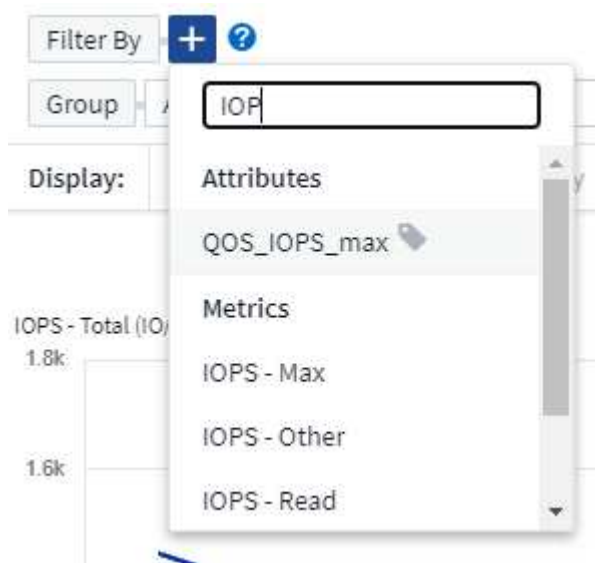 Filter By + ?
Group
IOP
Display:
Attributes
QOS_IOPS_max
Metrics
IOPS - Total (IO/
1.8k
IOPS - Max
IOPS - Other
1.6k
IOPS - Read